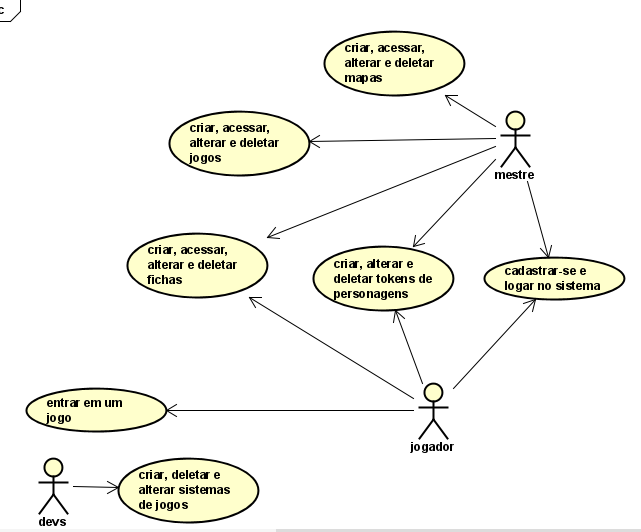 c
criar, acessar,
alterar e deletar
mapas
criar, acessar,
alterar e deletar
jogos
mestre
criar, acessar,
alterar e deletar
fichas
criar, alterar e
deletar tokens de
personagens
cadastrar-se e
logar no sistema
entrar em um
jogo
jogador
criar, deletar e
alterar sistemas
de jogos
devs